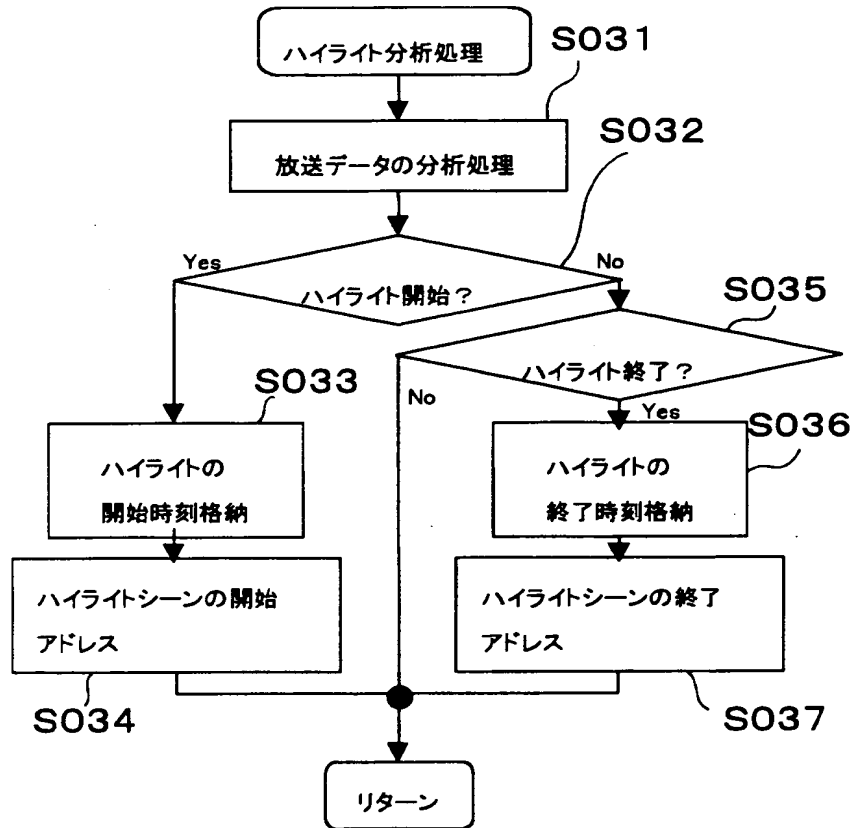 ハイライト分析処理
S031
放送データの分析処理
S032
Yes
No
ハイライト開始？
S035
ハイライト終了？
S033
No
Yes
S036
ハイライトの
開始時刻格納
ハイライトの
終了時刻格納
ハイライトシーンの開始
アドレス
ハイライトシーンの終了
アドレス
S034
S037
リターン